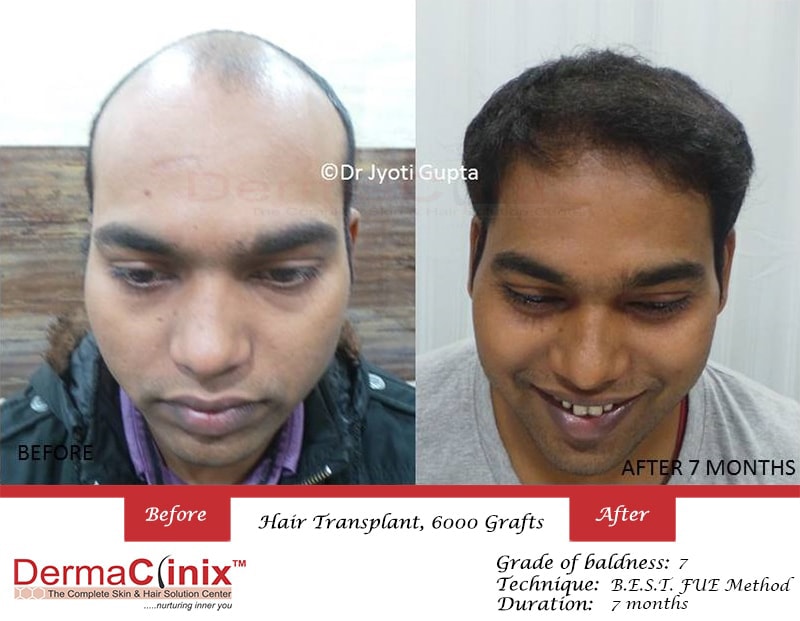 ©Dr Jyoti Gupta
BEFORE
AFTER 7 MONTHS
Before
Hair Transplant, 6000 Grafts
After
DermaClinix™
The Complete Skin & Hair Solution Center
.....nurturing inner you
Grade of baldness: 7
Technique: B.E.S.T. FUE Method
Duration: 7 months